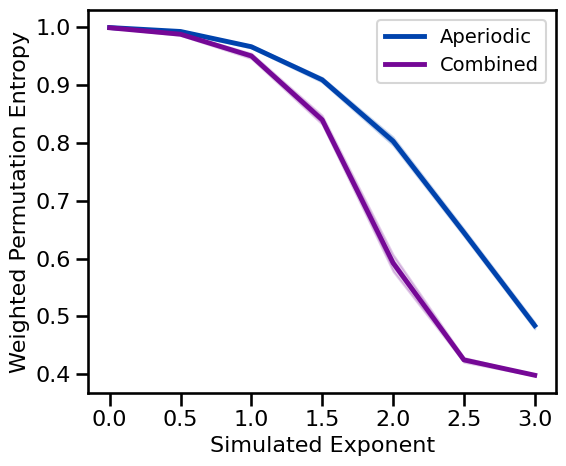 1.0
0.9
0.8
0.7
0.6
0.5
0.4
Weighted Permutation Entropy
Aperiodic
Combined
0.0 0.5 1.0 1.5 2.0 2.5 3.0
Simulated Exponent